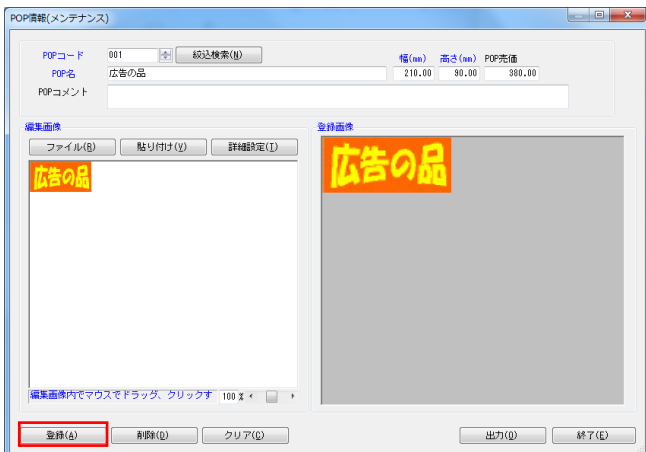 POP情報(メンテナンス)
POPコード 001 絞込検索(N) 幅(mm) 高さ(mm) POP売価
POP名 広告の品 210.00 90.00 380.00
POPコメント
編集画像 登録画像
ファイル(R) 貼り付け(V) 詳細設定(I)
広告の品 広告の品
編集画像内でマウスでドラッグ、クリックす 100 %
登録(A) 削除(D) クリア(C) 出力(O) 終了(E)